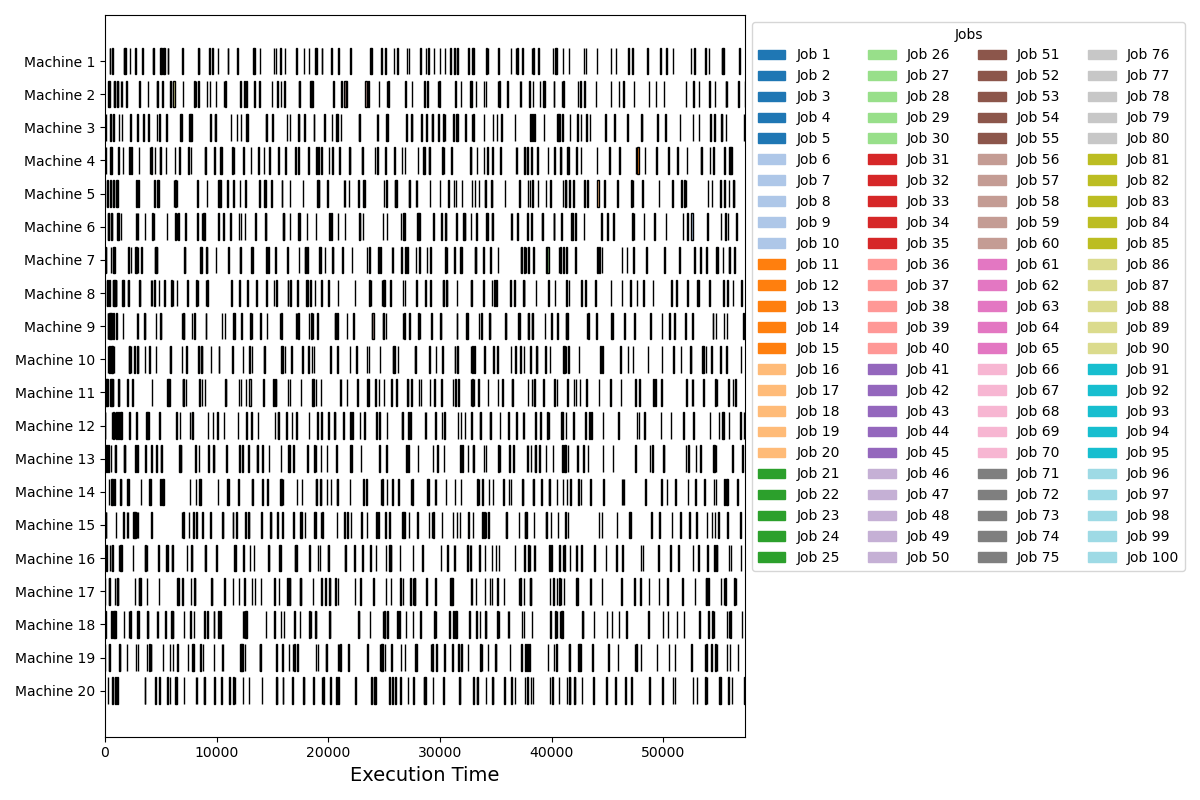 Jobs
Machine 1
Machine 2
Machine 3
Machine 4
Machine 5
Machine 6
Machine 7
Machine 8
Machine 9
Machine 10
Machine 11
Machine 12
Machine 13
Machine 14
Machine 15
Machine 16
Machine 17
Machine 18
Machine 19
Machine 20
0 10000 20000 30000 40000 50000
Execution Time
Job 1 Job 26 Job 51 Job 76
Job 2 Job 27 Job 52 Job 77
Job 3 Job 28 Job 53 Job 78
Job 4 Job 29 Job 54 Job 79
Job 5 Job 30 Job 55 Job 80
Job 6 Job 31 Job 56 Job 81
Job 7 Job 32 Job 57 Job 82
Job 8 Job 33 Job 58 Job 83
Job 9 Job 34 Job 59 Job 84
Job 10 Job 35 Job 60 Job 85
Job 11 Job 36 Job 61 Job 86
Job 12 Job 37 Job 62 Job 87
Job 13 Job 38 Job 63 Job 88
Job 14 Job 39 Job 64 Job 89
Job 15 Job 40 Job 65 Job 90
Job 16 Job 41 Job 66 Job 91
Job 17 Job 42 Job 67 Job 92
Job 18 Job 43 Job 68 Job 93
Job 19 Job 44 Job 69 Job 94
Job 20 Job 45 Job 70 Job 95
Job 21 Job 46 Job 71 Job 96
Job 22 Job 47 Job 72 Job 97
Job 23 Job 48 Job 73 Job 98
Job 24 Job 49 Job 74 Job 99
Job 25 Job 50 Job 75 Job 100